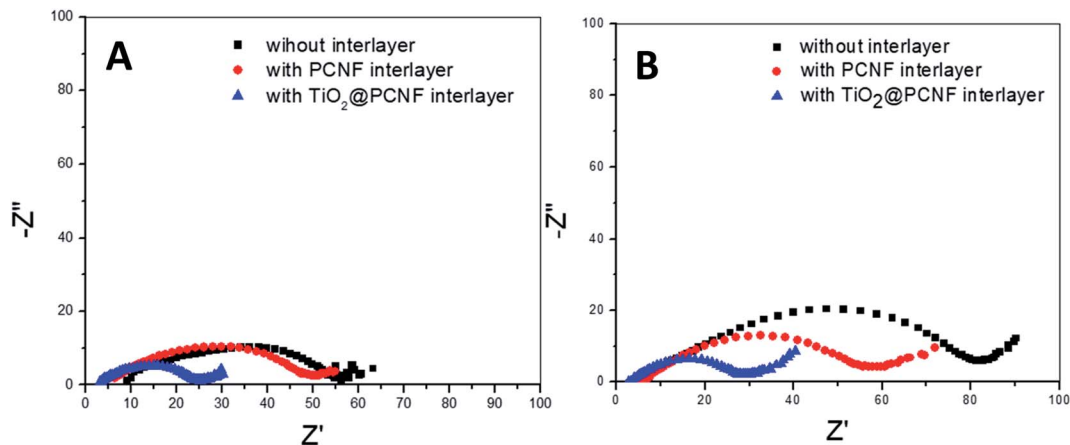 A
wihout interlayer
with PCNF interlayer
with TiO₂@PCNF interlayer
100
80
60
40
20
0
-Z"
0 10 20 30 40 50 60 70 80 90 100
Z'
B
without interlayer
with PCNF interlayer
with TiO2@PCNF interlayer
100
80
60
40
20
0
-Z"
0 20 40 60 80 100
Z'